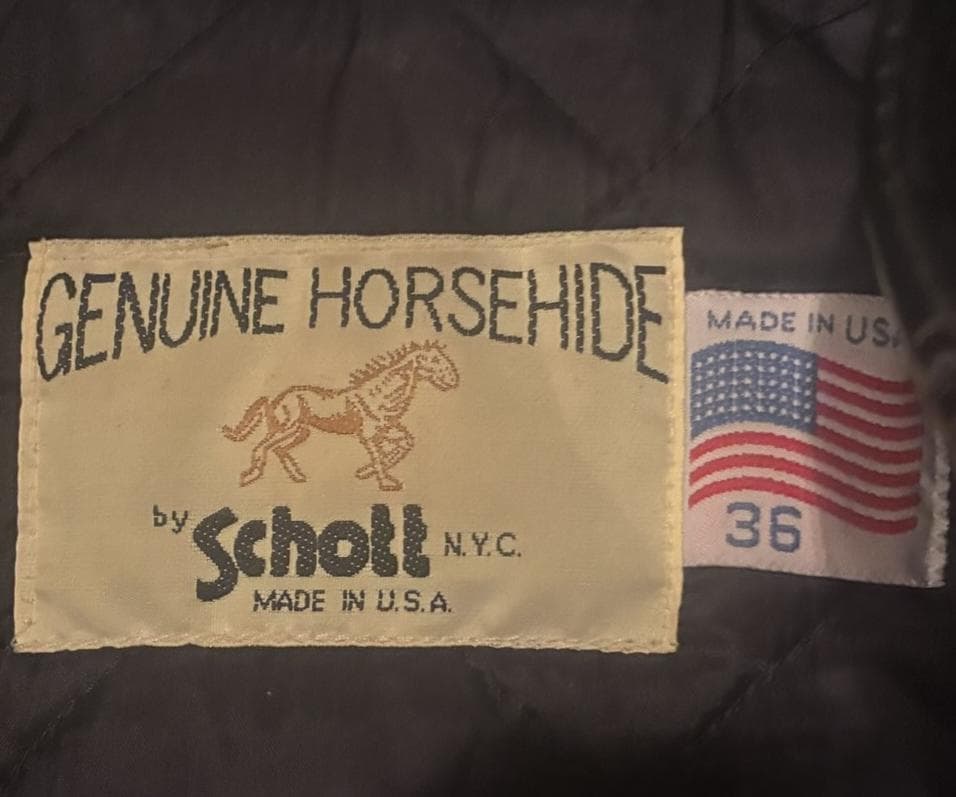 GENUINE HORSEHIDE
by Schott N.Y.C.
MADE IN U.S.A.
MADE IN USA
36